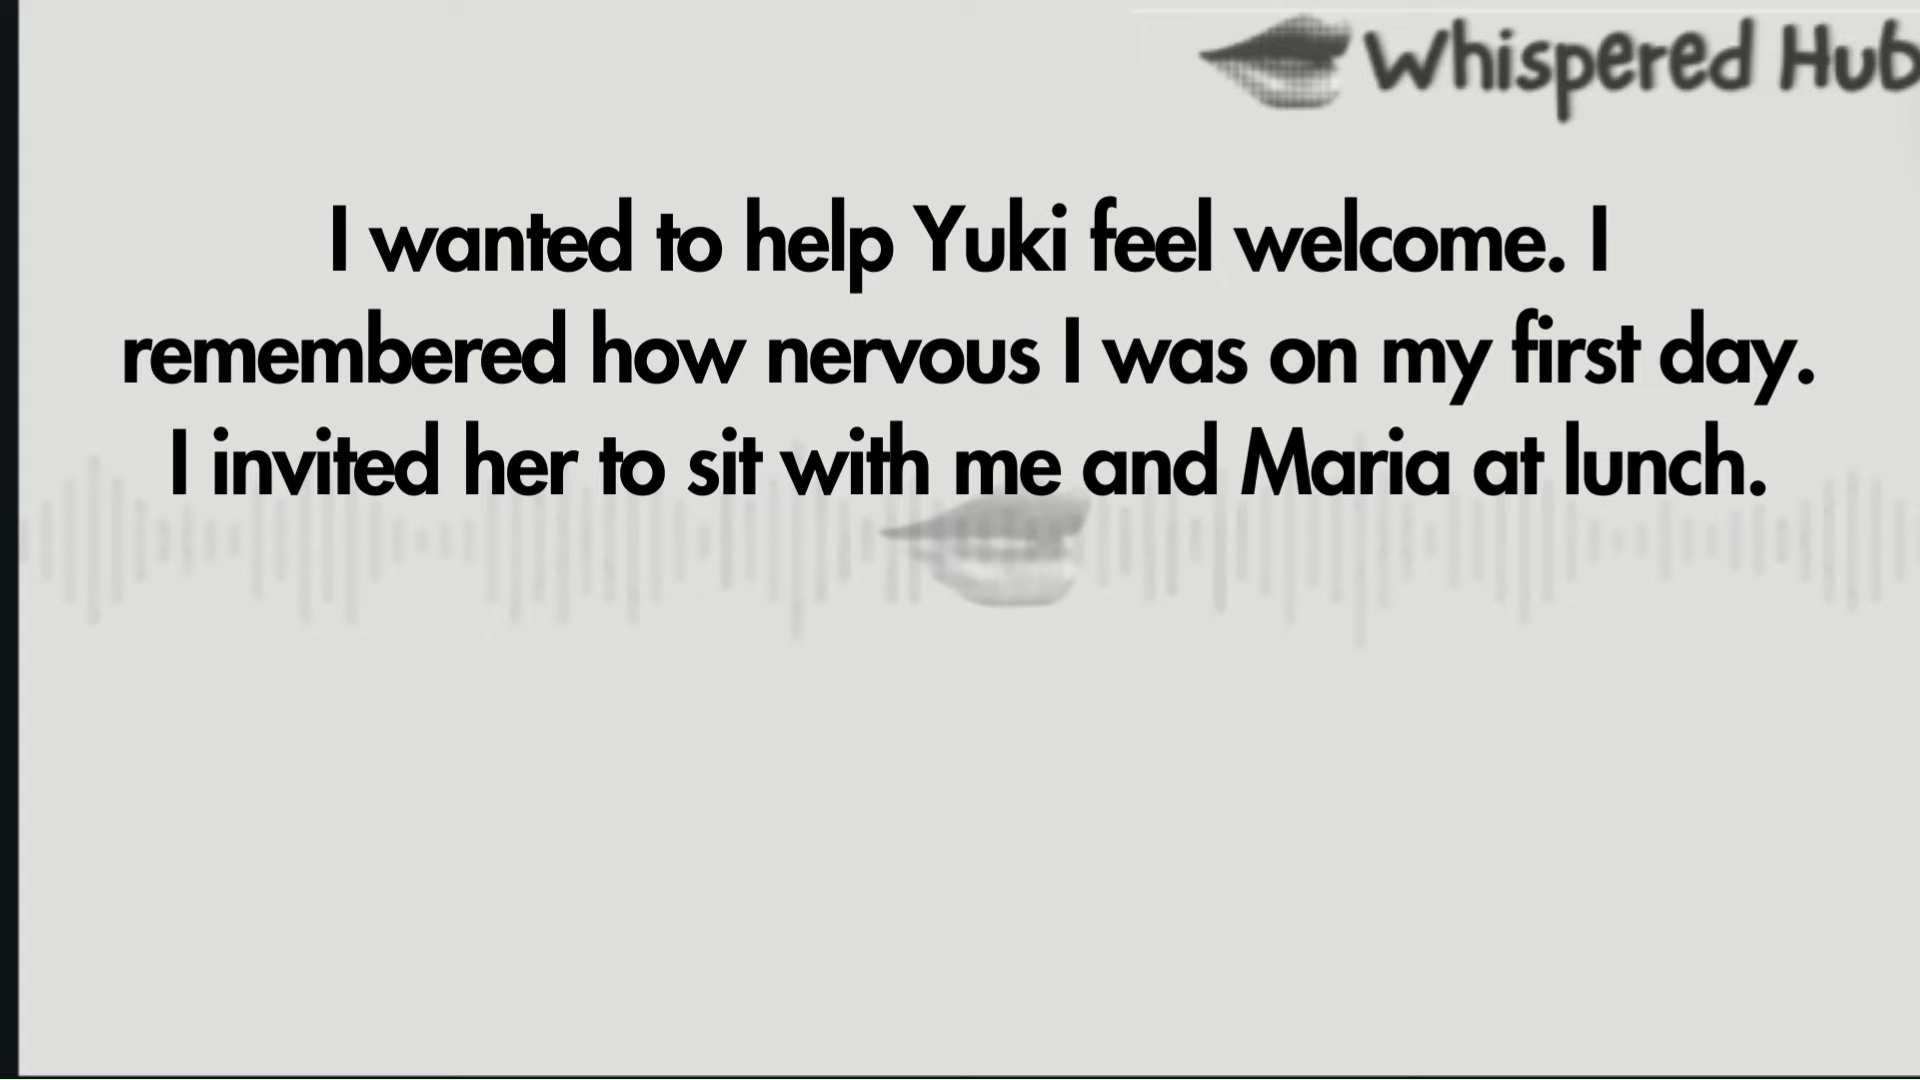 Whispered Hub
I wanted to help Yuki feel welcome. I
remembered how nervous I was on my first day.
I invited her to sit with me and Maria at lunch.